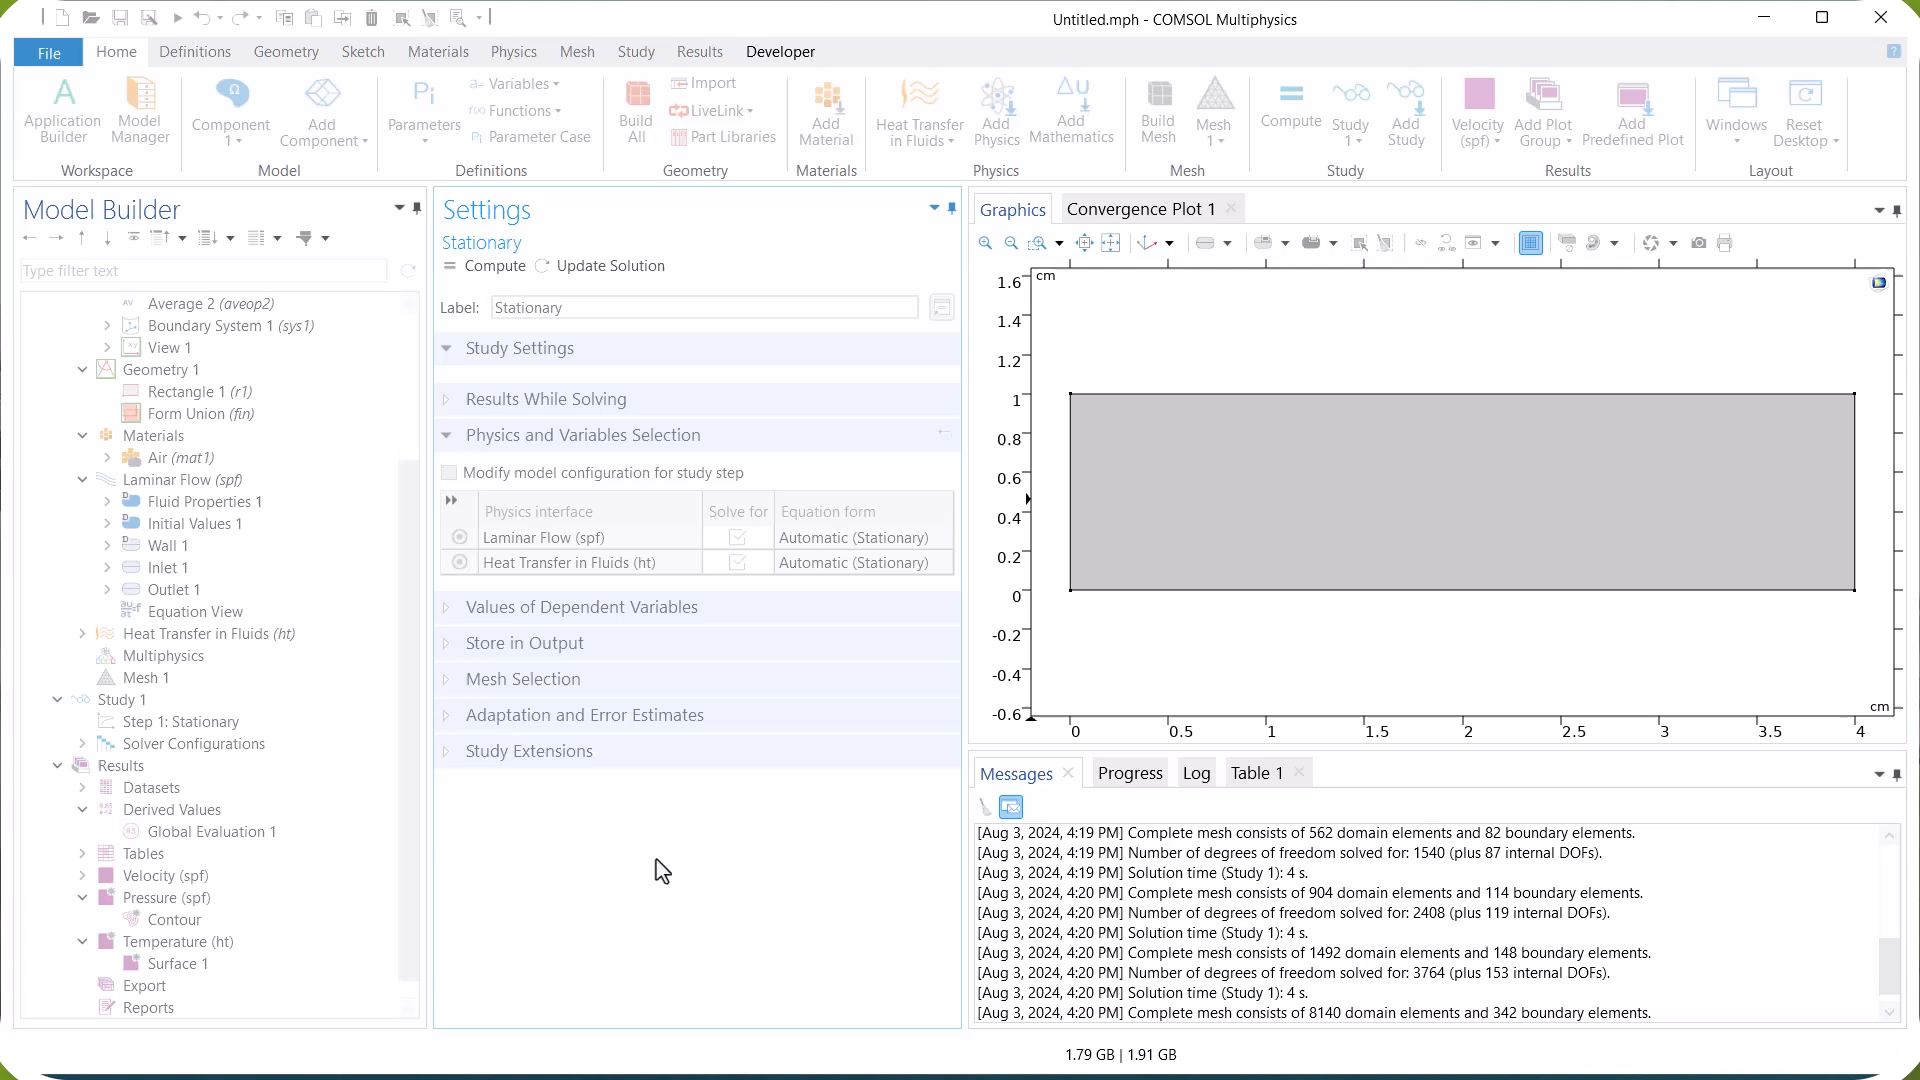 Untitled.mph - COMSOL Multiphysics
File Home Definitions Geometry Sketch Materials Physics Mesh Study Results Developer
Application Builder
Model Manager
Workspace
Component 1
Add Component
Model
Pi
Parameters
a= Variables
f(x) Functions
Pi Parameter Case
Definitions
Build All
Import
LiveLink
Part Libraries
Geometry
Add Material
Materials
Heat Transfer in Fluids
Add Physics
ΔU
Add Mathematics
Physics
Build Mesh
Mesh 1
Mesh
Compute
Study 1
Add Study
Study
Velocity (spf)
Add Plot Group
Add Predefined Plot
Results
Windows
Reset Desktop
Layout
Model Builder
Type filter text
Average 2 (aveop2)
Boundary System 1 (sys1)
View 1
Geometry 1
Rectangle 1 (r1)
Form Union (fin)
Materials
Air (mat1)
Laminar Flow (spf)
Fluid Properties 1
Initial Values 1
Wall 1
Inlet 1
Outlet 1
Equation View
Heat Transfer in Fluids (ht)
Multiphysics
Mesh 1
Study 1
Step 1: Stationary
Solver Configurations
Results
Datasets
Derived Values
Global Evaluation 1
Tables
Velocity (spf)
Pressure (spf)
Contour
Temperature (ht)
Surface 1
Export
Reports
Settings
Stationary
= Compute Update Solution
Label: Stationary
Study Settings
Results While Solving
Physics and Variables Selection
Modify model configuration for study step
Physics interface Solve for Equation form
Laminar Flow (spf) Automatic (Stationary)
Heat Transfer in Fluids (ht) Automatic (Stationary)
Values of Dependent Variables
Store in Output
Mesh Selection
Adaptation and Error Estimates
Study Extensions
Graphics Convergence Plot 1
cm
1.6
1.4
1.2
1
0.8
0.6
0.4
0.2
0
-0.2
-0.4
-0.6
cm
0 0.5 1 1.5 2 2.5 3 3.5 4
Messages Progress Log Table 1
[Aug 3, 2024, 4:19 PM] Complete mesh consists of 562 domain elements and 82 boundary elements.
[Aug 3, 2024, 4:19 PM] Number of degrees of freedom solved for: 1540 (plus 87 internal DOFs).
[Aug 3, 2024, 4:19 PM] Solution time (Study 1): 4 s.
[Aug 3, 2024, 4:20 PM] Complete mesh consists of 904 domain elements and 114 boundary elements.
[Aug 3, 2024, 4:20 PM] Number of degrees of freedom solved for: 2408 (plus 119 internal DOFs).
[Aug 3, 2024, 4:20 PM] Solution time (Study 1): 4 s.
[Aug 3, 2024, 4:20 PM] Complete mesh consists of 1492 domain elements and 148 boundary elements.
[Aug 3, 2024, 4:20 PM] Number of degrees of freedom solved for: 3764 (plus 153 internal DOFs).
[Aug 3, 2024, 4:20 PM] Solution time (Study 1): 4 s.
[Aug 3, 2024, 4:20 PM] Complete mesh consists of 8140 domain elements and 342 boundary elements.
1.79 GB | 1.91 GB